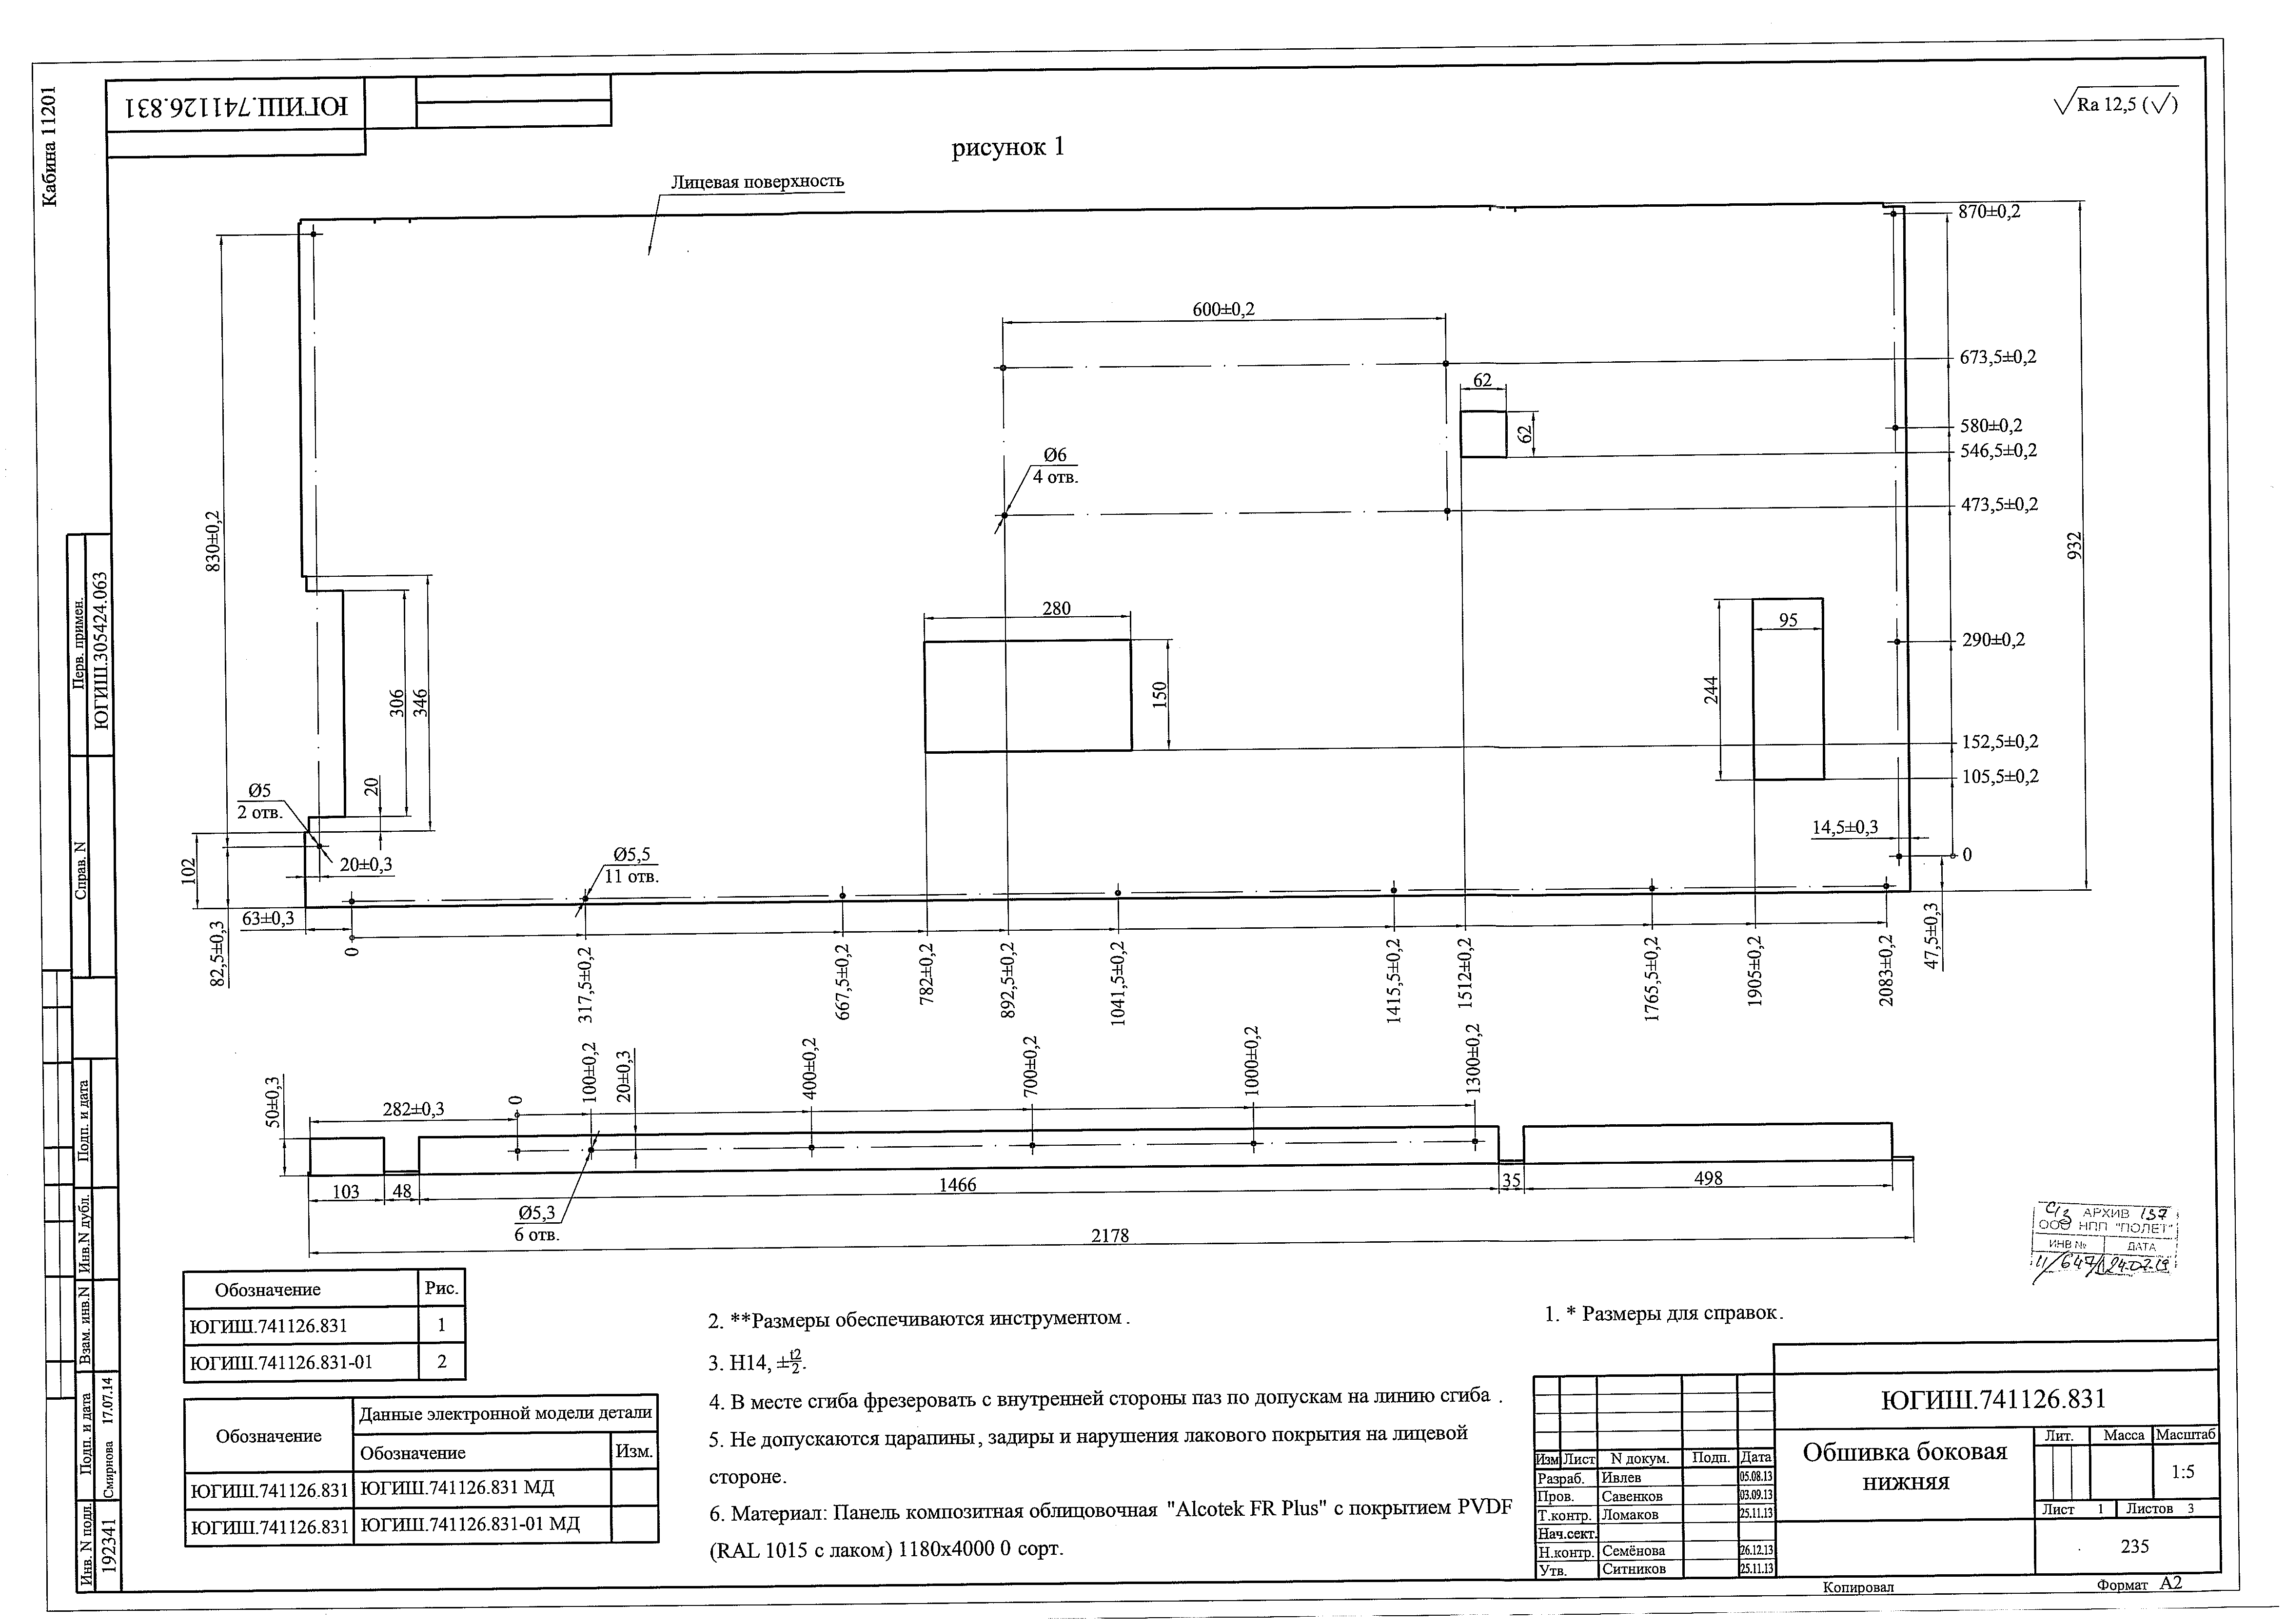 Кабина 11201
ЮГИШ.741126.831
Ra 12,5 (√)
рисунок 1
Лицевая поверхность
870±0,2
600±0,2
673,5±0,2
62
62
580±0,2
546,5±0,2
Ø6
4 отв.
473,5±0,2
830±0,2
932
280
95
290±0,2
306
346
150
244
152,5±0,2
105,5±0,2
20
Ø5
2 отв.
14,5±0,3
0
102
20±0,3
Ø5,5
11 отв.
63±0,3
82,5±0,3
0
317,5±0,2
667,5±0,2
782±0,2
892,5±0,2
1041,5±0,2
1415,5±0,2
1512±0,2
1765,5±0,2
1905±0,2
2083±0,2
47,5±0,3
50±0,3
282±0,3
0
100±0,2
20±0,3
400±0,2
700±0,2
1000±0,2
1300±0,2
103
48
1466
35
498
Ø5,3
6 отв.
2178
АРХИВ 137
ООО НПП "ПОЛЕТ"
ИНВ № ДАТА
Обозначение Рис.
ЮГИШ.741126.831 1
ЮГИШ.741126.831-01 2
Обозначение Данные электронной модели детали
Обозначение Изм.
ЮГИШ.741126.831 ЮГИШ.741126.831 МД
ЮГИШ.741126.831 ЮГИШ.741126.831-01 МД
1. * Размеры для справок.
2. **Размеры обеспечиваются инструментом.
3. H14, ±t2/2.
4. В месте сгиба фрезеровать с внутренней стороны паз по допускам на линию сгиба .
5. Не допускаются царапины, задиры и нарушения лакового покрытия на лицевой
стороне.
6. Материал: Панель композитная облицовочная "Alcotek FR Plus" с покрытием PVDF
(RAL 1015 с лаком) 1180x4000 0 сорт.
ЮГИШ.741126.831
Обшивка боковая
нижняя
Лит. Масса Масштаб
1:5
Лист 1 Листов 3
235
Изм Лист N докум. Подп. Дата
Разраб. Ивлев 05.08.13
Пров. Савенков 03.09.13
Т.контр. Ломаков 25.11.13
Нач.сект.
Н.контр. Семёнова 26.12.13
Утв. Ситников 25.11.13
Копировал
Формат А2
Перв. примен.
ЮГИШ.305424.063
Справ. N
Подп. и дата
Инв.N дубл.
Взам. инв.N
Подп. и дата
Смирнова 17.07.14
Инв. N подл.
192341